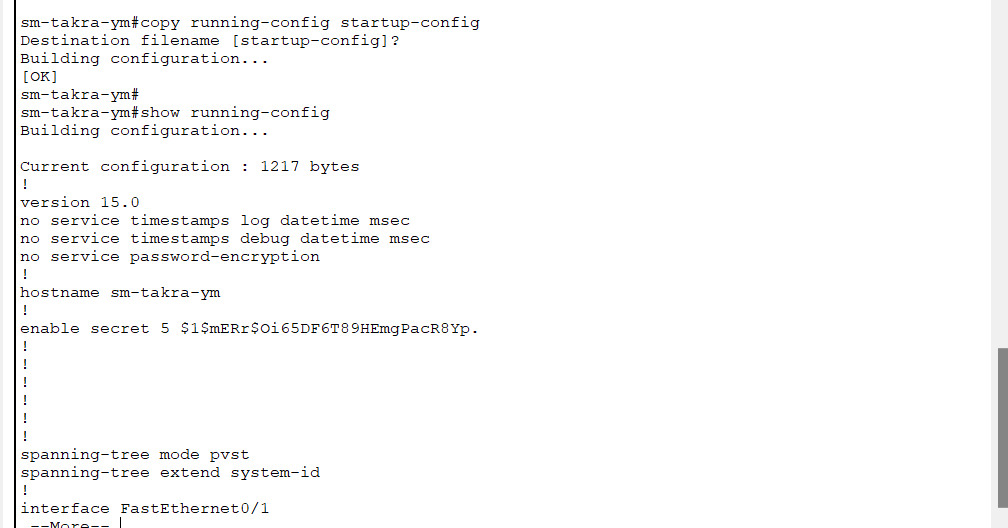 sm-takra-ym#copy running-config startup-config
Destination filename [startup-config]?
Building configuration...
[OK]
sm-takra-ym#
sm-takra-ym#show running-config
Building configuration...
Current configuration : 1217 bytes
!
version 15.0
no service timestamps log datetime msec
no service timestamps debug datetime msec
no service password-encryption
!
hostname sm-takra-ym
!
enable secret 5 $1$mERr$Oi65DF6T89HEmgPacR8Yp.
!
!
!
!
!
!
spanning-tree mode pvst
spanning-tree extend system-id
!
interface FastEthernet0/1
--More--